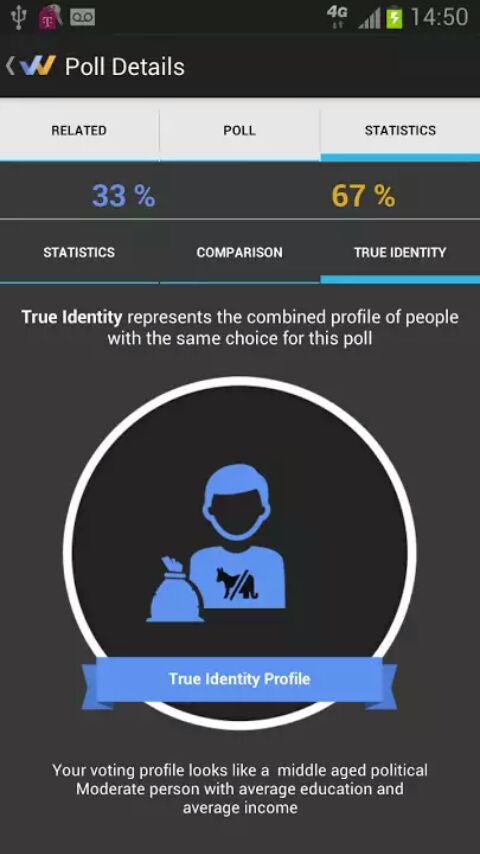 4G 14:50
Poll Details
RELATED POLL STATISTICS
33 % 67 %
STATISTICS COMPARISON TRUE IDENTITY
True Identity represents the combined profile of people
with the same choice for this poll
True Identity Profile
Your voting profile looks like a middle aged political
Moderate person with average education and
average income